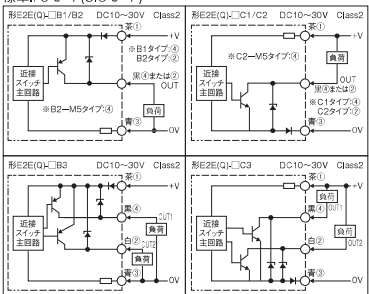 形E2E(Q)-□B1/B2 DC10～30V Class2
茶①
+V
※B1タイプ:④
B2タイプ:②
近接
スイッチ
主回路
黒④または②
OUT
※B2－M5タイプ:④
負荷
青③
0V
形E2E(Q)-□C1/C2 DC10～30V Class2
茶①
+V
※C2－M5タイプ:④
負荷
近接
スイッチ
主回路
OUT
黒④または②
※C1タイプ:④
C2タイプ:②
青③
0V
形E2E(Q)-□B3 DC10～30V Class2
茶①
+V
黒④
OUT1
近接
スイッチ
主回路
負荷
白②
OUT2
負荷
青③
0V
形E2E(Q)-□C3 DC10～30V Class2
茶①
+V
負荷
黒④
OUT1
負荷
近接
スイッチ
主回路
白②
OUT2
青③
0V